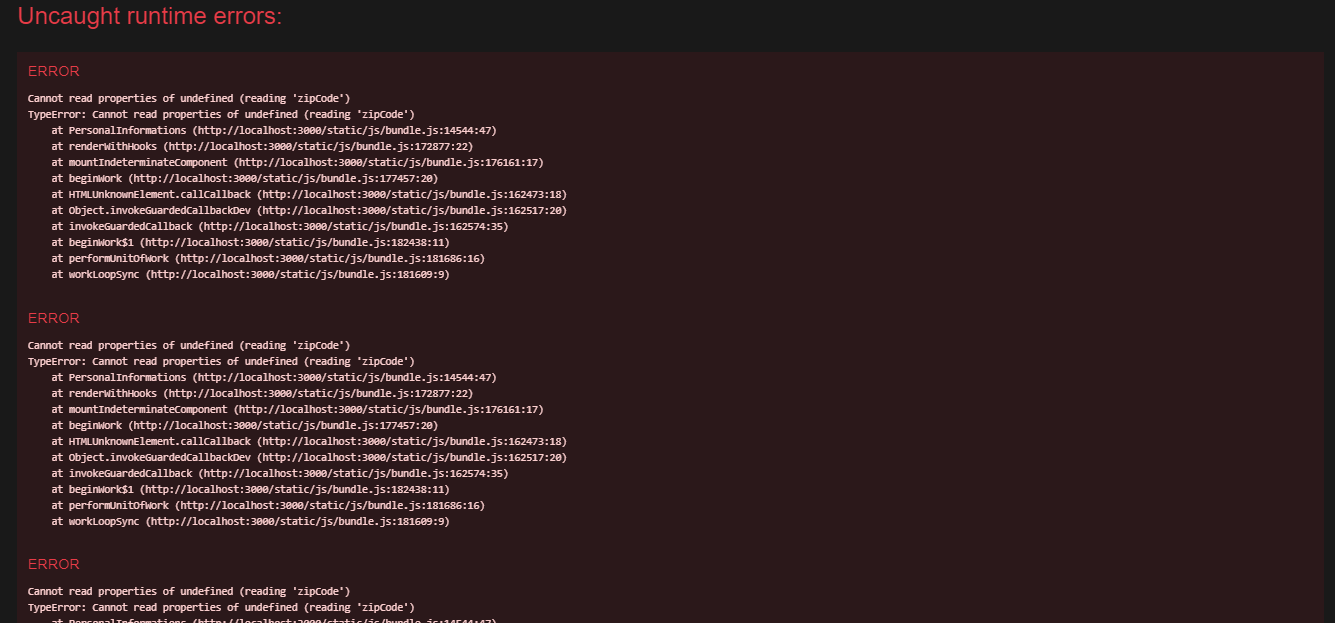 Uncaught runtime errors:
ERROR
Cannot read properties of undefined (reading 'zipCode')
TypeError: Cannot read properties of undefined (reading 'zipCode')
at PersonalInformations (http://localhost:3000/static/js/bundle.js:14544:47)
at renderWithHooks (http://localhost:3000/static/js/bundle.js:172877:22)
at mountIndeterminateComponent (http://localhost:3000/static/js/bundle.js:176161:17)
at beginWork (http://localhost:3000/static/js/bundle.js:177457:20)
at HTMLUnknownElement.callCallback (http://localhost:3000/static/js/bundle.js:162473:18)
at Object.invokeGuardedCallbackDev (http://localhost:3000/static/js/bundle.js:162517:20)
at invokeGuardedCallback (http://localhost:3000/static/js/bundle.js:162574:35)
at beginWork$1 (http://localhost:3000/static/js/bundle.js:182438:11)
at performUnitOfWork (http://localhost:3000/static/js/bundle.js:181686:16)
at workLoopSync (http://localhost:3000/static/js/bundle.js:181609:9)
ERROR
Cannot read properties of undefined (reading 'zipCode')
TypeError: Cannot read properties of undefined (reading 'zipCode')
at PersonalInformations (http://localhost:3000/static/js/bundle.js:14544:47)
at renderWithHooks (http://localhost:3000/static/js/bundle.js:172877:22)
at mountIndeterminateComponent (http://localhost:3000/static/js/bundle.js:176161:17)
at beginWork (http://localhost:3000/static/js/bundle.js:177457:20)
at HTMLUnknownElement.callCallback (http://localhost:3000/static/js/bundle.js:162473:18)
at Object.invokeGuardedCallbackDev (http://localhost:3000/static/js/bundle.js:162517:20)
at invokeGuardedCallback (http://localhost:3000/static/js/bundle.js:162574:35)
at beginWork$1 (http://localhost:3000/static/js/bundle.js:182438:11)
at performUnitOfWork (http://localhost:3000/static/js/bundle.js:181686:16)
at workLoopSync (http://localhost:3000/static/js/bundle.js:181609:9)
ERROR
Cannot read properties of undefined (reading 'zipCode')
TypeError: Cannot read properties of undefined (reading 'zipCode')
at PersonalInformations (http://localhost:3000/static/js/bundle.js:14544:47)